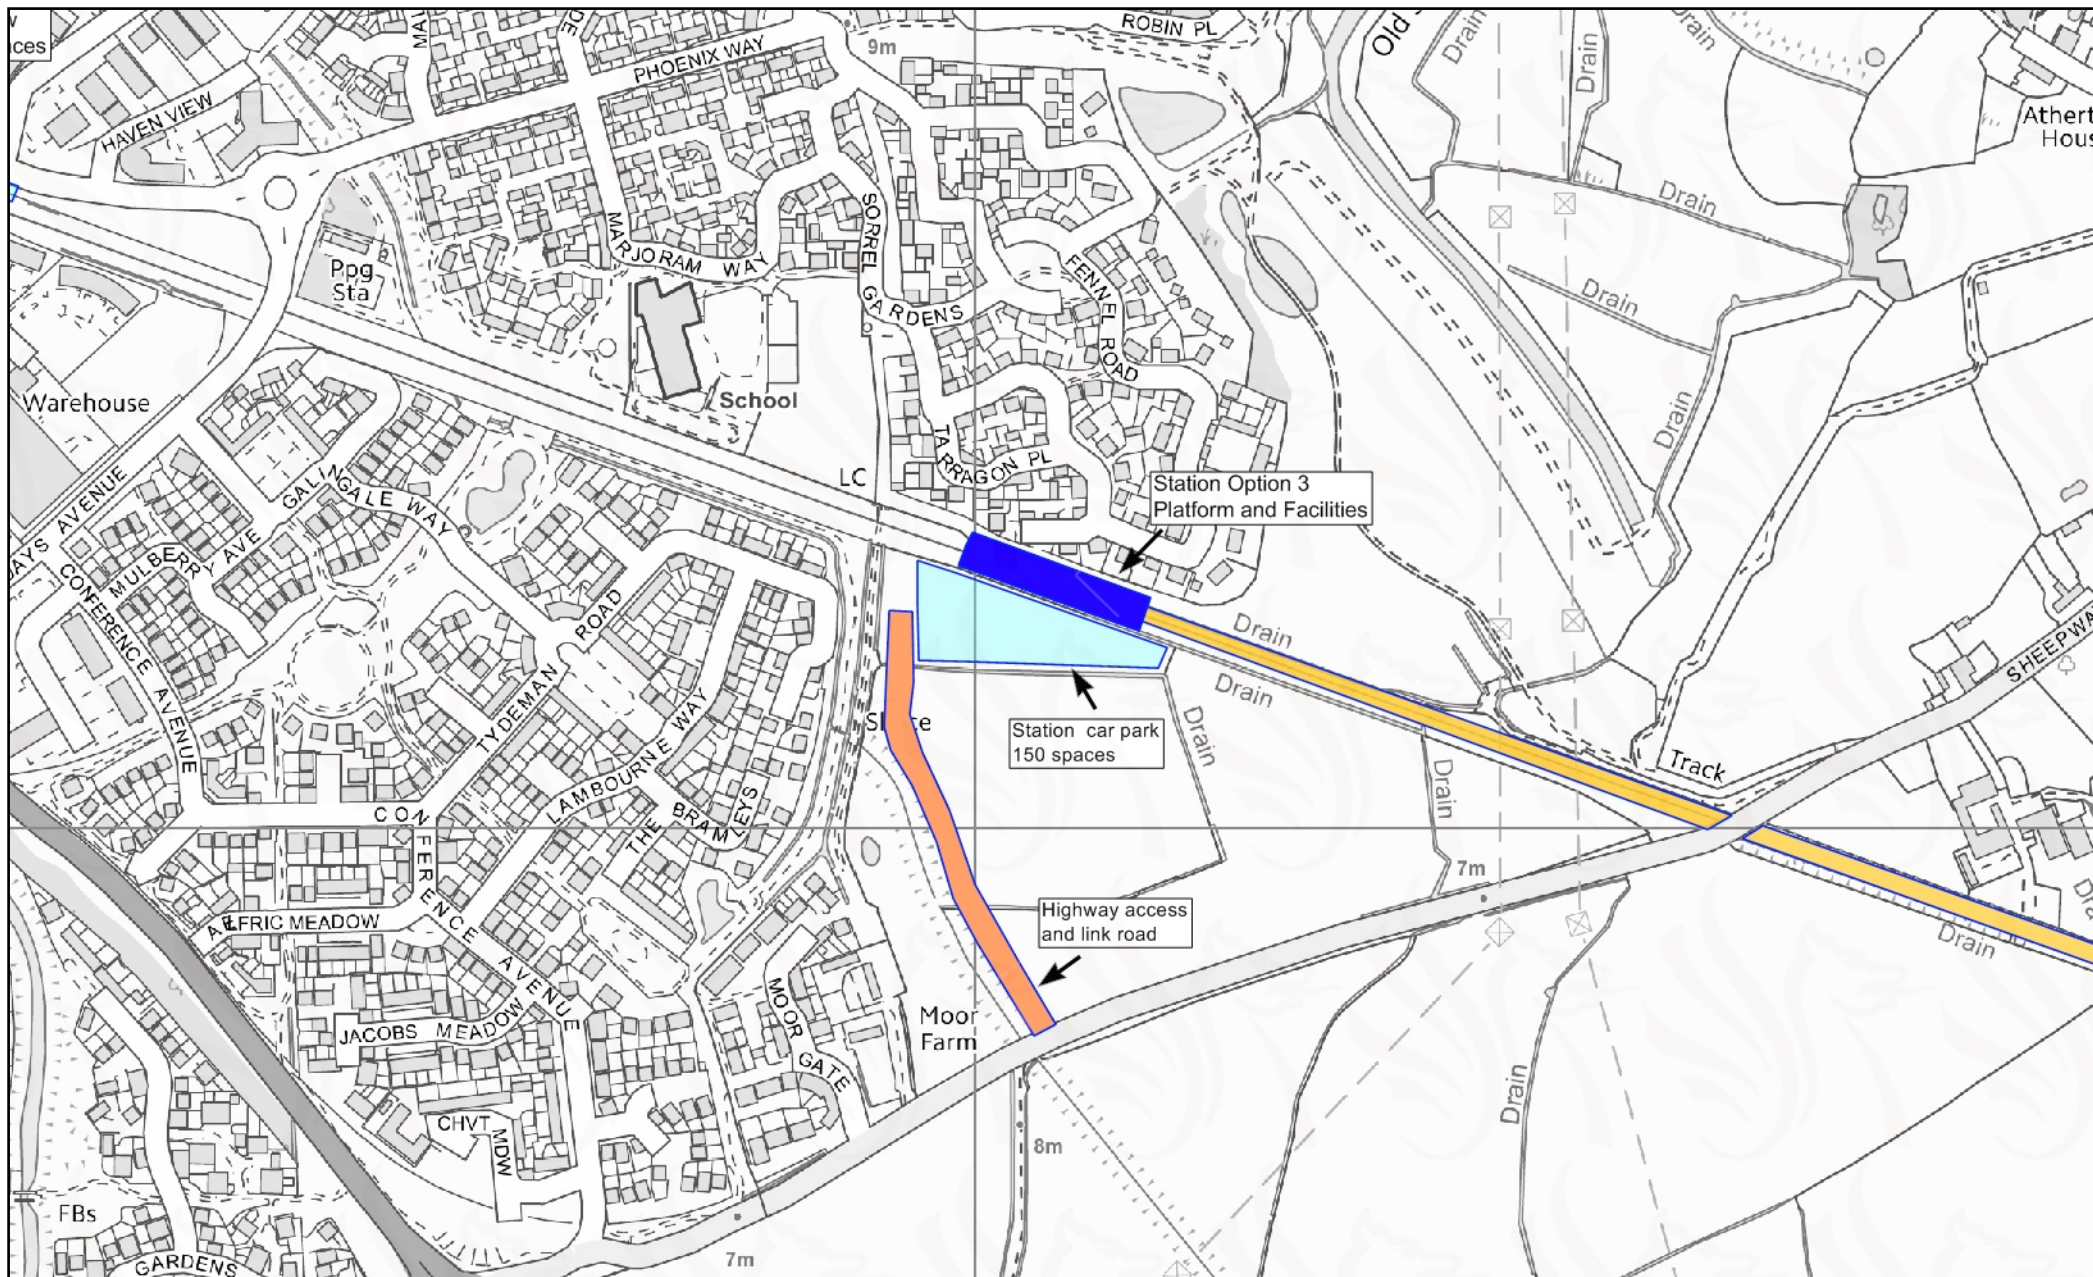 ROBIN PL
Old
Drain
Drain
Drain
PHOENIX WAY
9m
HAVEN VIEW
Drain
Ppg
Sta
MARJORAM WAY
SORREL
GARDENS
FENNEL ROAD
Drain
Warehouse
School
LC
TARRAGON PL
Drain
Station Option 3
Platform and Facilities
GALINGALE WAY
MULBERRY AVE
CONFERENCE AVENUE
TYDEMAN ROAD
Drain
Drain
Drain
Drain
SHEEPWA
Station car park
150 spaces
Track
LAMBOURNE WAY
THE
BRAMLEYS
CONFERENCE AVENUE
7m
Highway access
and link road
AELFRIC MEADOW
Drain
JACOBS MEADOW
MOOR
GATE
Moor
Farm
Drain
CHVT
MDW
8m
FBs
GARDENS
7m